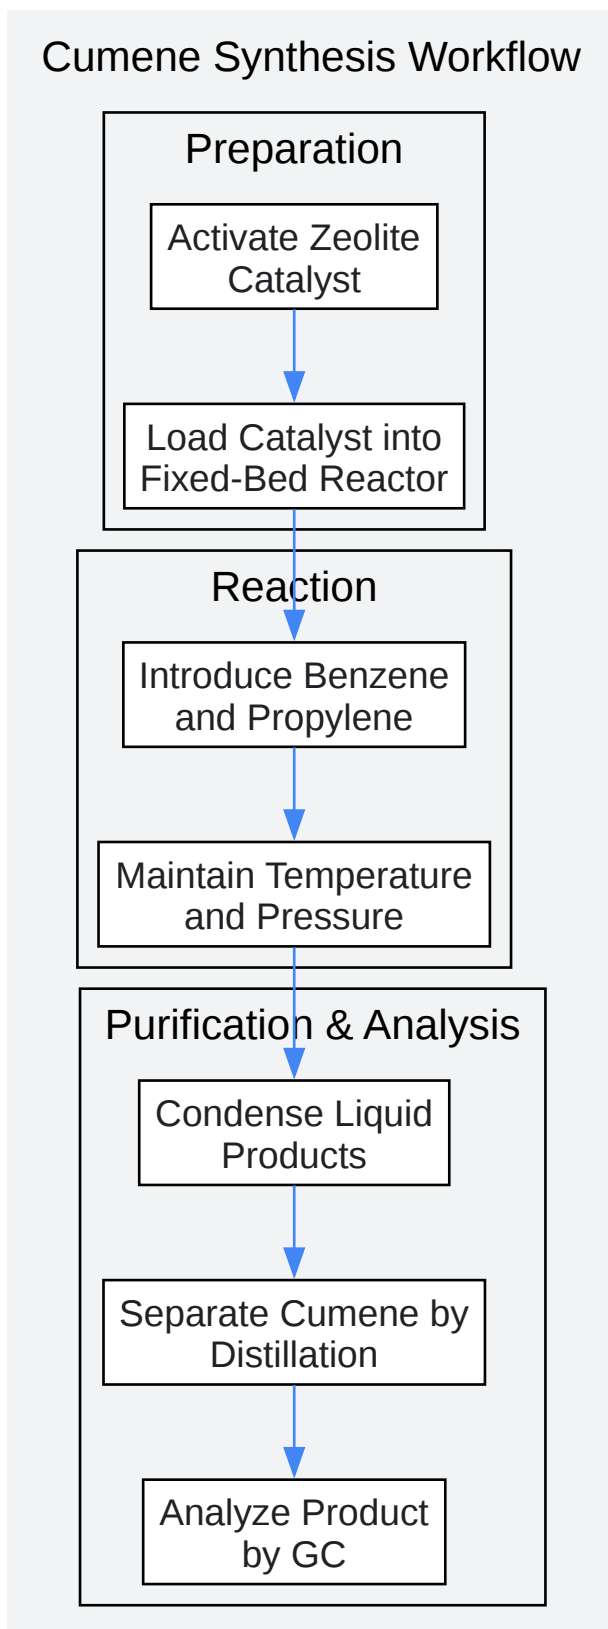 Cumene Synthesis Workflow
Preparation
Activate Zeolite
Catalyst
Load Catalyst into
Fixed-Bed Reactor
Reaction
Introduce Benzene
and Propylene
Maintain Temperature
and Pressure
Purification & Analysis
Condense Liquid
Products
Separate Cumene by
Distillation
Analyze Product
by GC